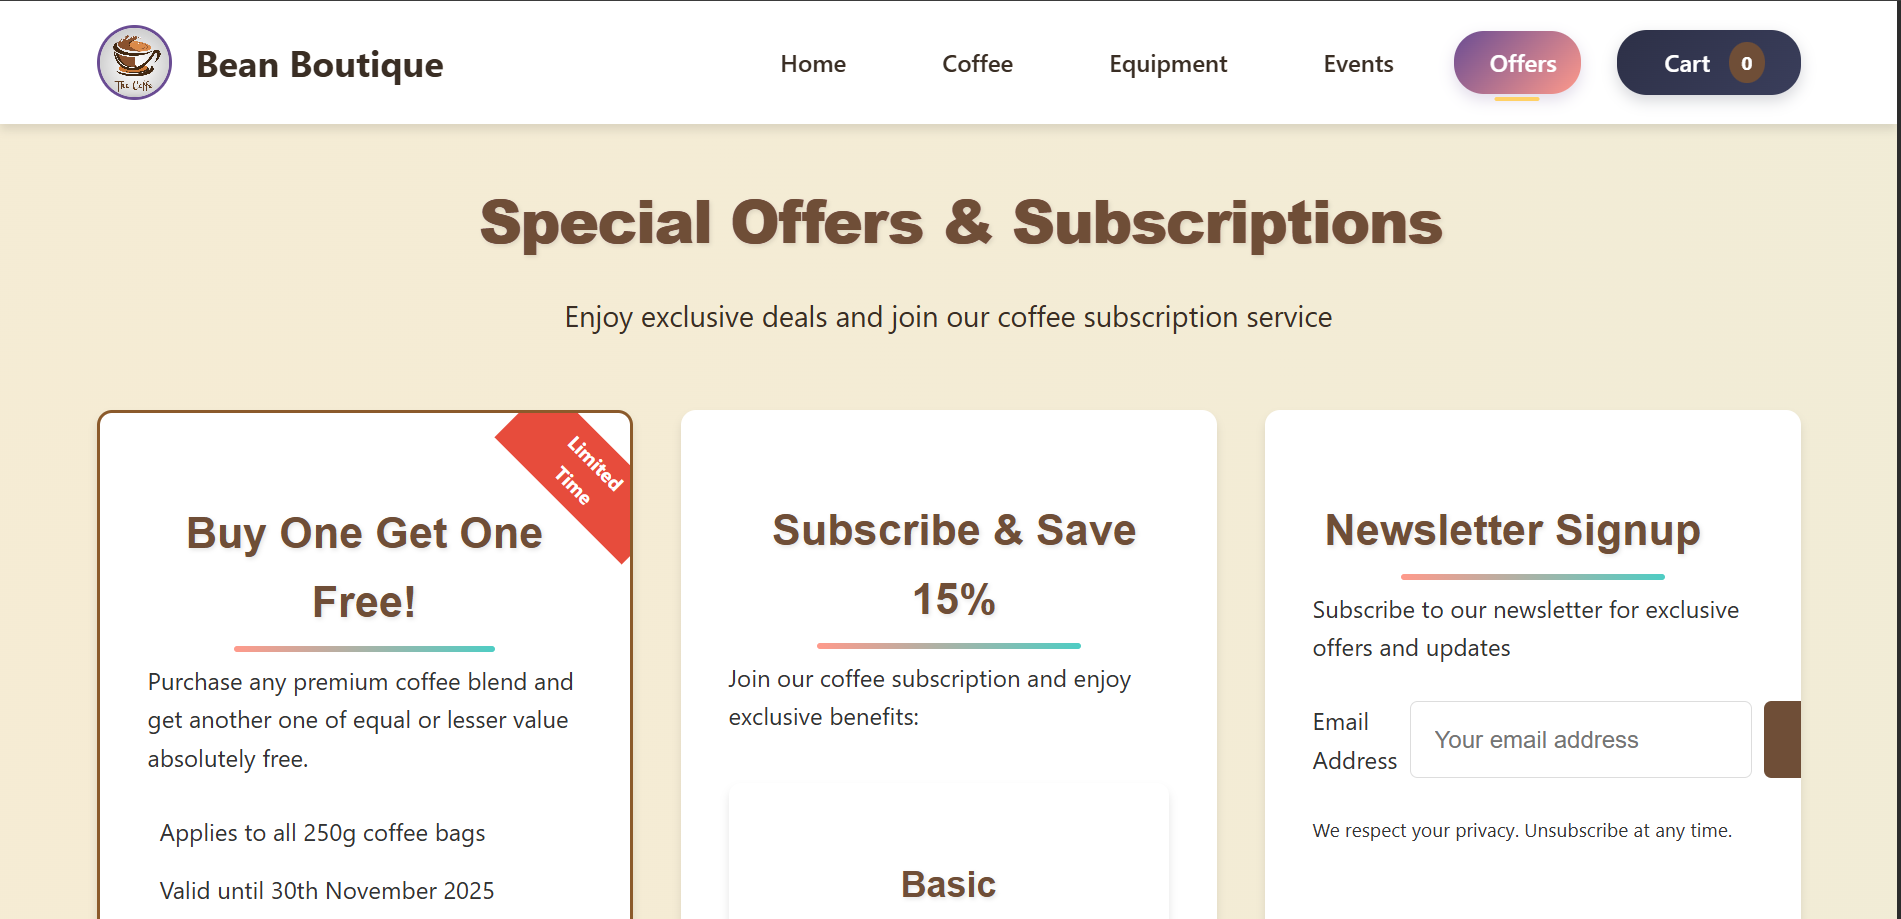 The Coffe
Bean Boutique
Home
Coffee
Equipment
Events
Offers
Cart 0
Special Offers & Subscriptions
Enjoy exclusive deals and join our coffee subscription service
Limited
Time
Buy One Get One
Free!
Purchase any premium coffee blend and
get another one of equal or lesser value
absolutely free.
Applies to all 250g coffee bags
Valid until 30th November 2025
Subscribe & Save
15%
Join our coffee subscription and enjoy
exclusive benefits:
Basic
Newsletter Signup
Subscribe to our newsletter for exclusive
offers and updates
Email
Address
Your email address
We respect your privacy. Unsubscribe at any time.